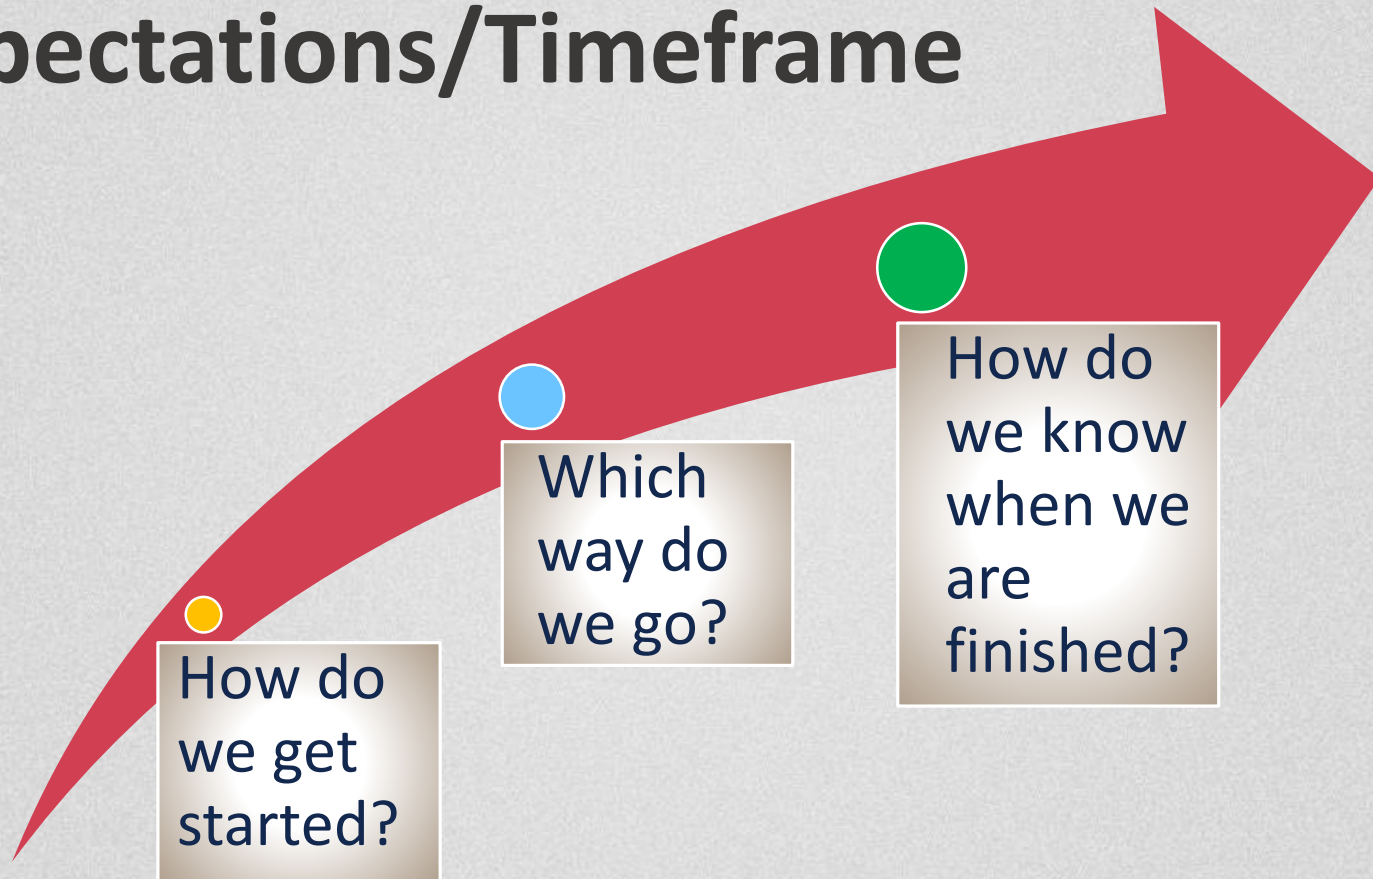 pectations/Timeframe
How do
we know
when we
are
finished?
Which
way do
we go?
How do
we get
started?